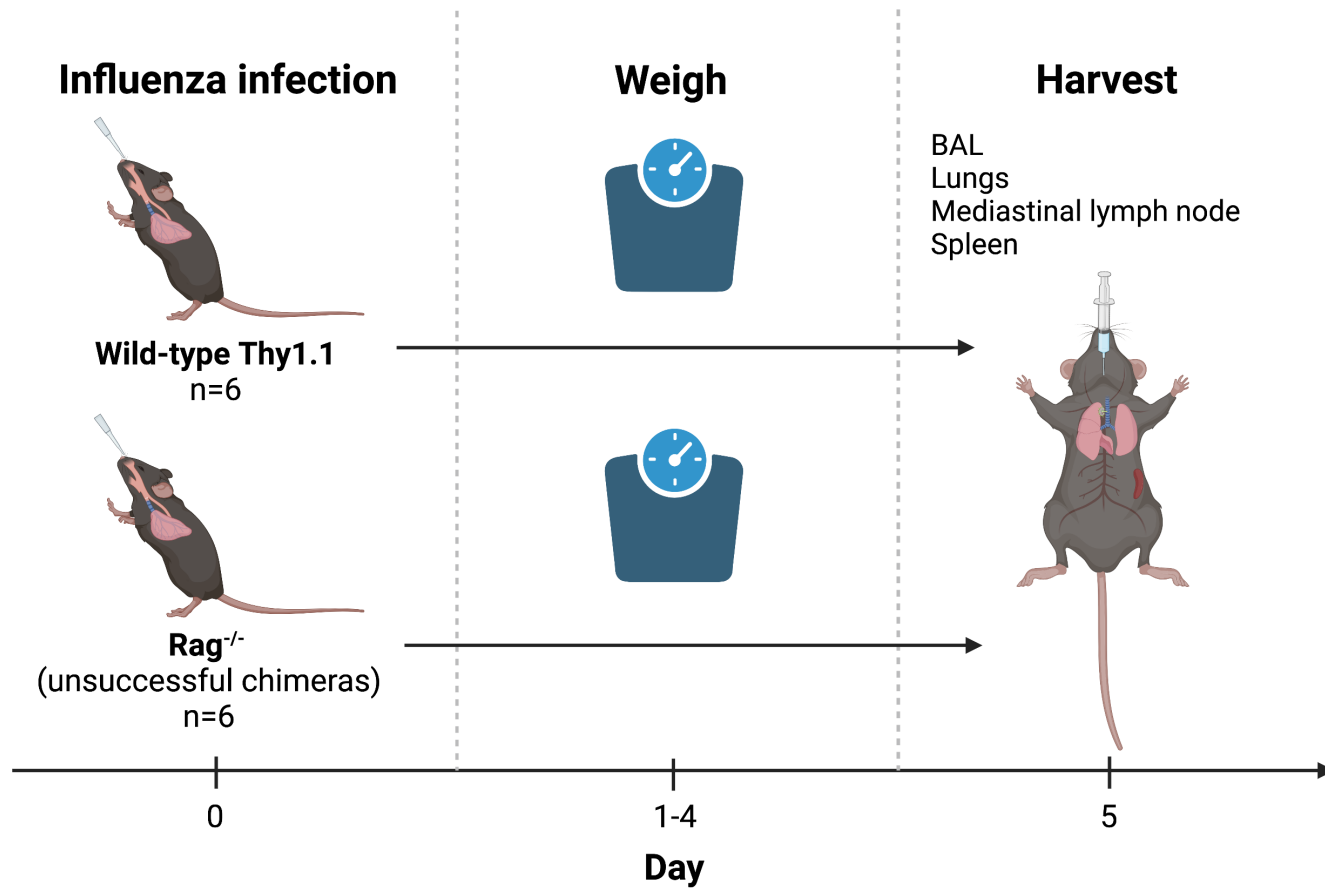 Influenza infection
Weigh
Harvest
BAL
Lungs
Mediastinal lymph node
Spleen
Wild-type Thy1.1
n=6
Rag-/-
(unsuccessful chimeras)
n=6
0
1-4
5
Day